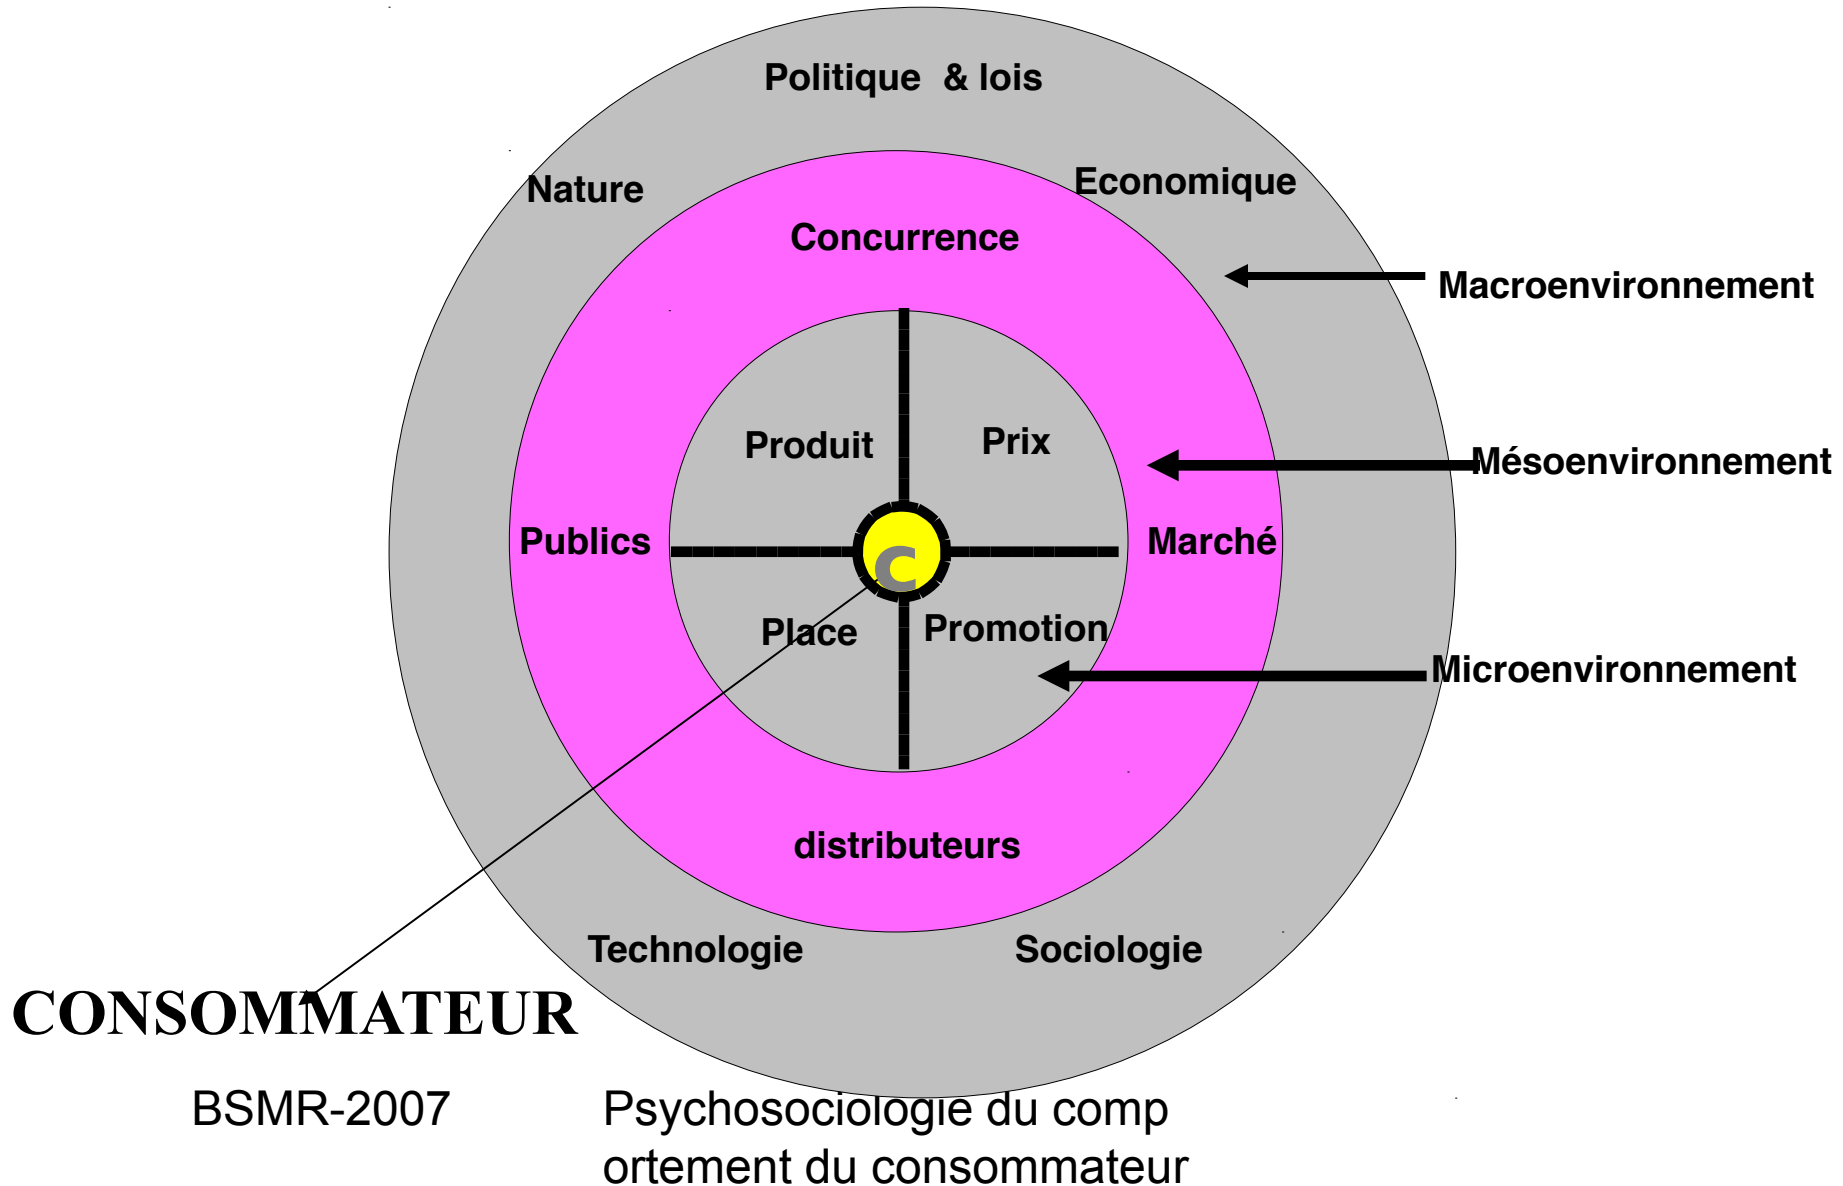 Politique & lois
Nature
Economique
Concurrence
Macroenvironnement
Produit
Prix
Mésoenvironnement
Publics
C
Marché
Place
Promotion
Microenvironnement
distributeurs
Technologie
Sociologie
CONSOMMATEUR
BSMR-2007
Psychosociologie du comp
ortement du consommateur